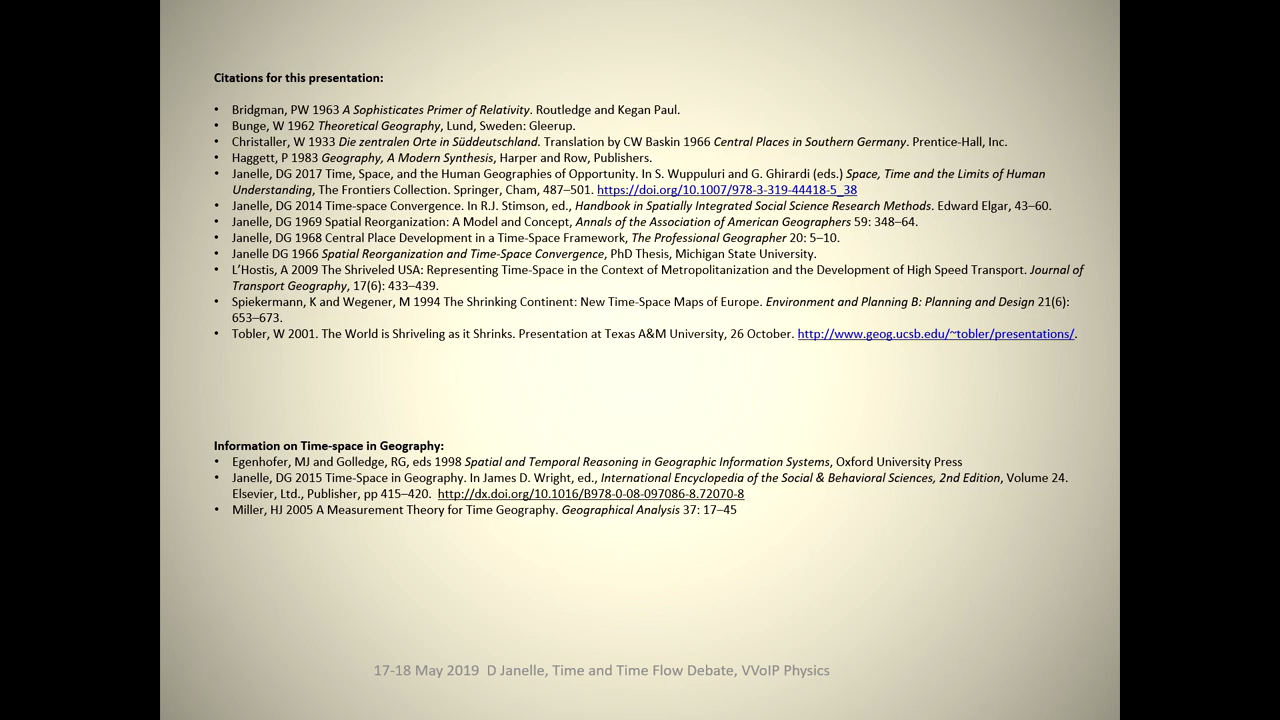 Citations for this presentation:
• Bridgman, PW 1963 A Sophisticates Primer of Relativity. Routledge and Kegan Paul.
• Bunge, W 1962 Theoretical Geography, Lund, Sweden: Gleerup.
• Christaller, W 1933 Die zentralen Orte in Süddeutschland. Translation by CW Baskin 1966 Central Places in Southern Germany. Prentice-Hall, Inc.
• Haggett, P 1983 Geography, A Modern Synthesis, Harper and Row, Publishers.
• Janelle, DG 2017 Time, Space, and the Human Geographies of Opportunity. In S. Wuppuluri and G. Ghirardi (eds.) Space, Time and the Limits of Human
Understanding, The Frontiers Collection. Springer, Cham, 487–501. https://doi.org/10.1007/978-3-319-44418-5_38
• Janelle, DG 2014 Time-space Convergence. In R.J. Stimson, ed., Handbook in Spatially Integrated Social Science Research Methods. Edward Elgar, 43–60.
• Janelle, DG 1969 Spatial Reorganization: A Model and Concept, Annals of the Association of American Geographers 59: 348–64.
• Janelle, DG 1968 Central Place Development in a Time-Space Framework, The Professional Geographer 20: 5–10.
• Janelle DG 1966 Spatial Reorganization and Time-Space Convergence, PhD Thesis, Michigan State University.
• L'Hostis, A 2009 The Shriveled USA: Representing Time-Space in the Context of Metropolitanization and the Development of High Speed Transport. Journal of
Transport Geography, 17(6): 433–439.
• Spiekermann, K and Wegener, M 1994 The Shrinking Continent: New Time-Space Maps of Europe. Environment and Planning B: Planning and Design 21(6):
653–673.
• Tobler, W 2001. The World is Shriveling as it Shrinks. Presentation at Texas A&M University, 26 October. http://www.geog.ucsb.edu/~tobler/presentations/.
Information on Time-space in Geography:
• Egenhofer, MJ and Golledge, RG, eds 1998 Spatial and Temporal Reasoning in Geographic Information Systems, Oxford University Press
• Janelle, DG 2015 Time-Space in Geography. In James D. Wright, ed., International Encyclopedia of the Social & Behavioral Sciences, 2nd Edition, Volume 24.
Elsevier, Ltd., Publisher, pp 415–420. http://dx.doi.org/10.1016/B978-0-08-097086-8.72070-8
• Miller, HJ 2005 A Measurement Theory for Time Geography. Geographical Analysis 37: 17–45
17-18 May 2019 D Janelle, Time and Time Flow Debate, VVoIP Physics